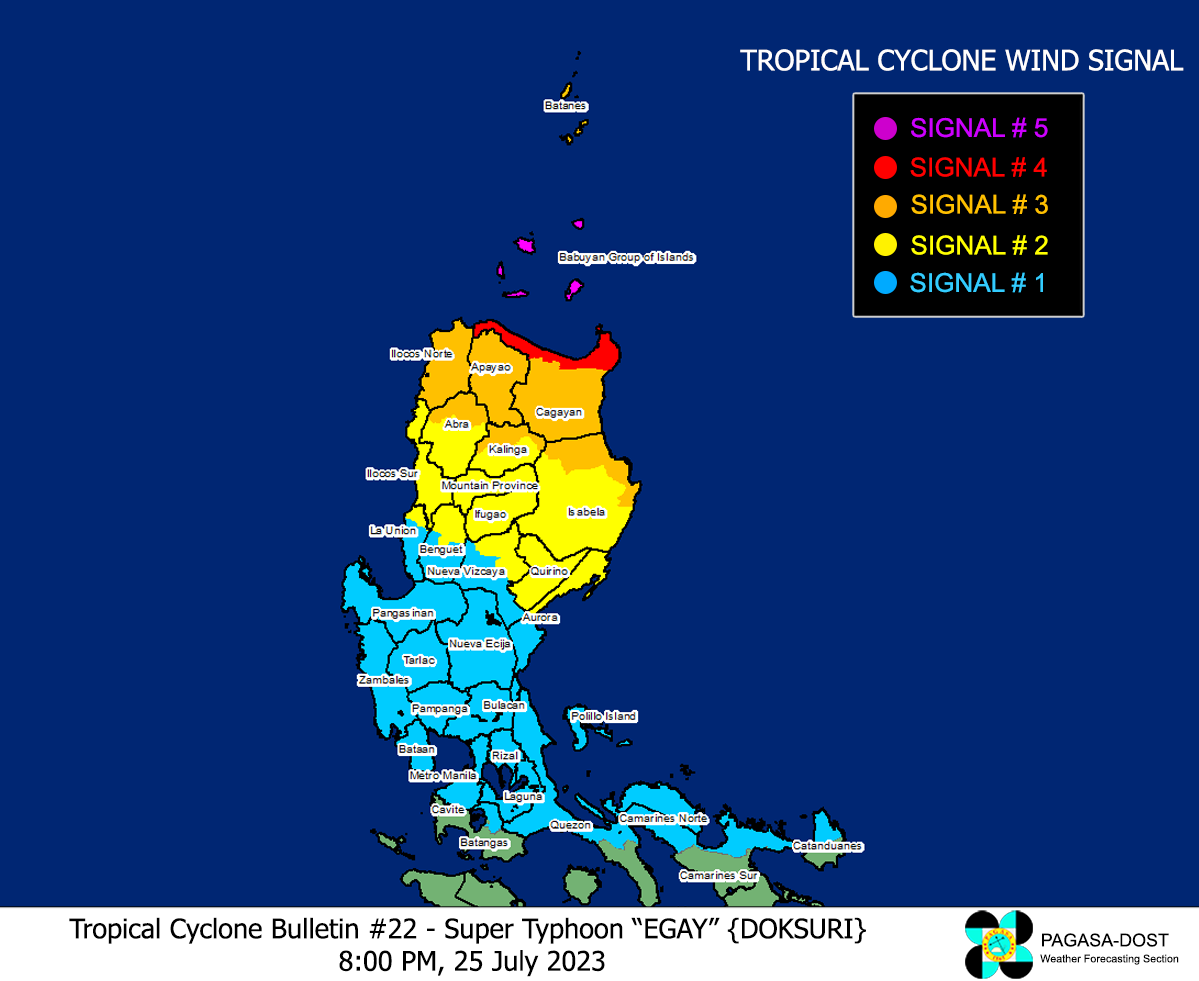 TROPICAL CYCLONE WIND SIGNAL
SIGNAL # 5
SIGNAL # 4
SIGNAL # 3
SIGNAL # 2
SIGNAL # 1
Batanes
Babuyan Group of Islands
Ilocos Norte
Apayao
Cagayan
Abra
Kalinga
Ilocos Sur
Mountain Province
Ifugao
Isabela
La Union
Benguet
Nueva Vizcaya
Quirino
Pangasinan
Aurora
Nueva Ecija
Tarlac
Zambales
Pampanga
Bulacan
Polillo Island
Bataan
Rizal
Metro Manila
Laguna
Cavite
Quezon
Camarines Norte
Batangas
Catanduanes
Camarines Sur
Tropical Cyclone Bulletin #22 - Super Typhoon “EGAY” {DOKSURI}
8:00 PM, 25 July 2023
PAGASA-DOST
Weather Forecasting Section